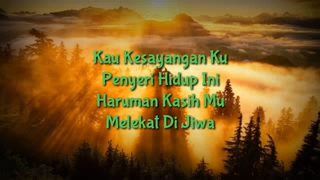 Kau Kesayangan Ku
Penyeri Hidup Ini
Haruman Kasih Mu
Melekat Di Jiwa